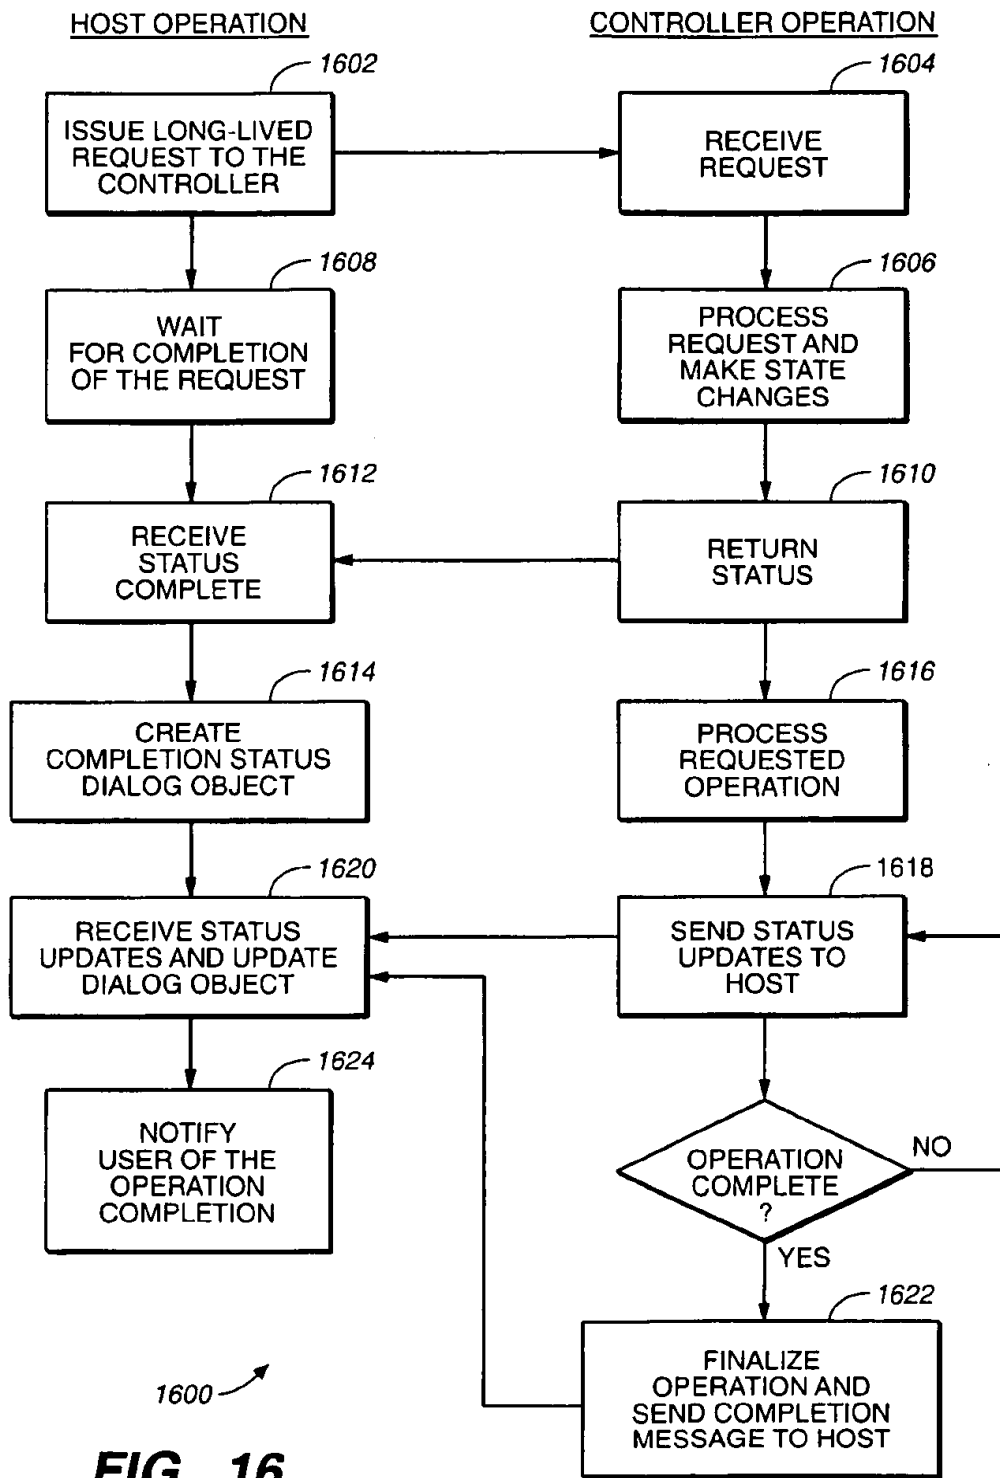 HOST OPERATION
CONTROLLER OPERATION
1602
ISSUE LONG-LIVED
REQUEST TO THE
CONTROLLER
1604
RECEIVE
REQUEST
1608
WAIT
FOR COMPLETION
OF THE REQUEST
1606
PROCESS
REQUEST AND
MAKE STATE
CHANGES
1612
RECEIVE
STATUS
COMPLETE
1610
RETURN
STATUS
1614
CREATE
COMPLETION STATUS
DIALOG OBJECT
1616
PROCESS
REQUESTED
OPERATION
1620
RECEIVE STATUS
UPDATES AND UPDATE
DIALOG OBJECT
1618
SEND STATUS
UPDATES TO
HOST
1624
NOTIFY
USER OF THE
OPERATION
COMPLETION
OPERATION
COMPLETE
?
NO
YES
1622
FINALIZE
OPERATION AND
SEND COMPLETION
MESSAGE TO HOST
1600
FIG. 16